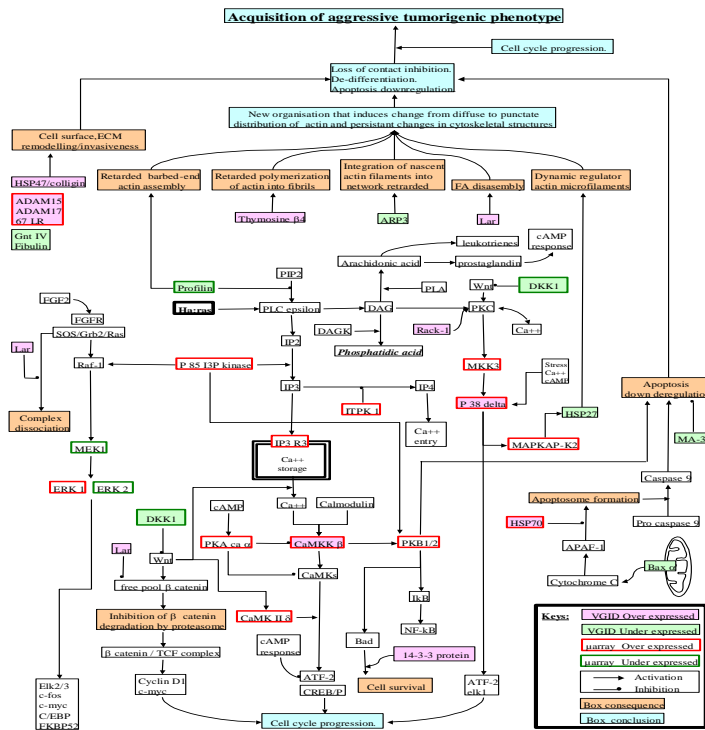 Acquisition of aggressive tumorigenic phenotype
Cell cycle progression.
Loss of contact inhibition.
De-differentiation.
Apoptosis downregulation
New organisation that induces change from diffuse to punctate
distribution of actin and persistant changes in cytoskeletal structures
Cell surface,ECM
remodelling/invasiveness
Retarded barbed-end
actin assembly
Retarded polymerization
of actin into fibrils
Integration of nascent
actin filaments into
network retrarded
FA disasembly
Dynamic regulator
actin microfilaments
HSP47/colligin
ADAM15
ADAM17
67 LR
Gnt IV
Fibulin
Thymosine β4
ARP3
Lar
leukotrienes
cAMP
response
Arachidonic acid
prostaglandin
PIP2
Profilin
PLA
Wnt
DKK1
FGF2
Ha:ras
PLC epsilon
DAG
PKC
FGFR
SOS/Grb2/Ras
DAGK
Rack-1
Ca++
IP2
Lar
Phosphatidic acid
Raf-1
P 85 I3P kinase
MKK3
Stress
Ca++
cAMP
IP3
IP4
Apoptosis
down deregulation
ITPK 1
P 38 delta
HSP27
Complex
dissociation
Ca++
entry
MA-3
MEK1
IP3 R3
MAPKAP-K2
Ca++
storage
Caspase 9
ERK 1
ERK 2
Apoptosome formation
DKK1
cAMP
Ca++
Calmodulin
HSP70
Pro caspase 9
Lar
PKA ca α
CaMKK β
PKB1/2
APAF-1
Wnt
CaMKs
Bax α
free pool β catenin
Cytochrome C
IkB
Inhibition of β catenin
degradation by proteasome
CaMK II δ
NF-kB
Keys:
VGID Over expressed
VGID Under expressed
µarray Over expressed
µarray Under expressed
Activation
Inhibition
Box consequence
Box conclusion
β catenin / TCF complex
cAMP
response
Bad
14-3-3 protein
Elk2/3
c-fos
c-myc
C/EBP
FKBP52
Cyclin D1
c-myc
ATF-2
CREB/P
Cell survival
ATF-2
elk1
Cell cycle progression.